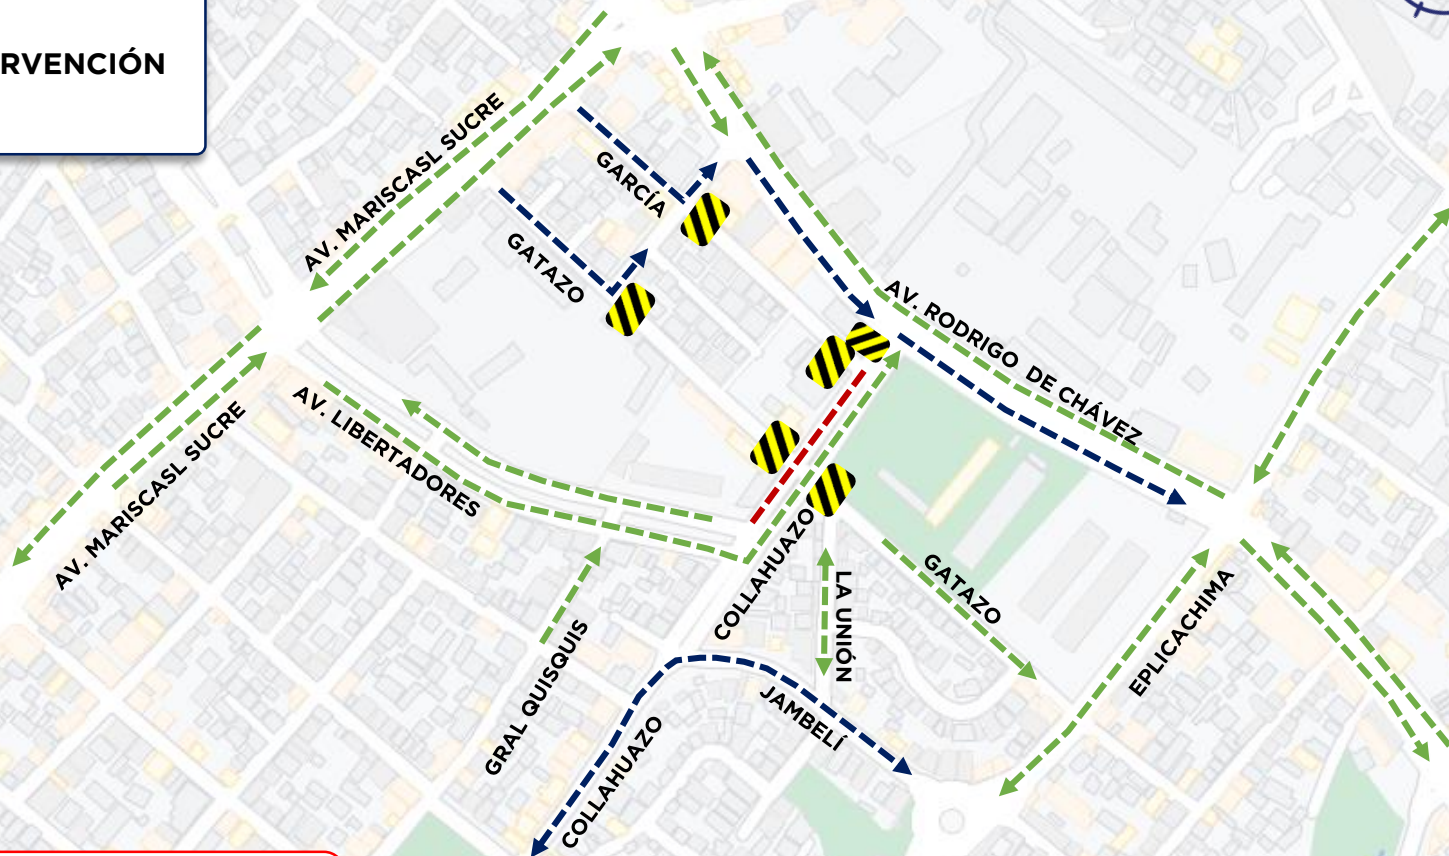 RVENCIÓN
AV. MARISCASL SUCRE
GARCÍA
GATAZO
AV. RODRIGO DE CHÁVEZ
AV. MARISCASL SUCRE
AV. LIBERTADORES
COLLAHUAZO
GATAZO
LA UNIÓN
EPLICACHIMA
GRAL QUISQUIS
JAMBELÍ
COLLAHUAZO